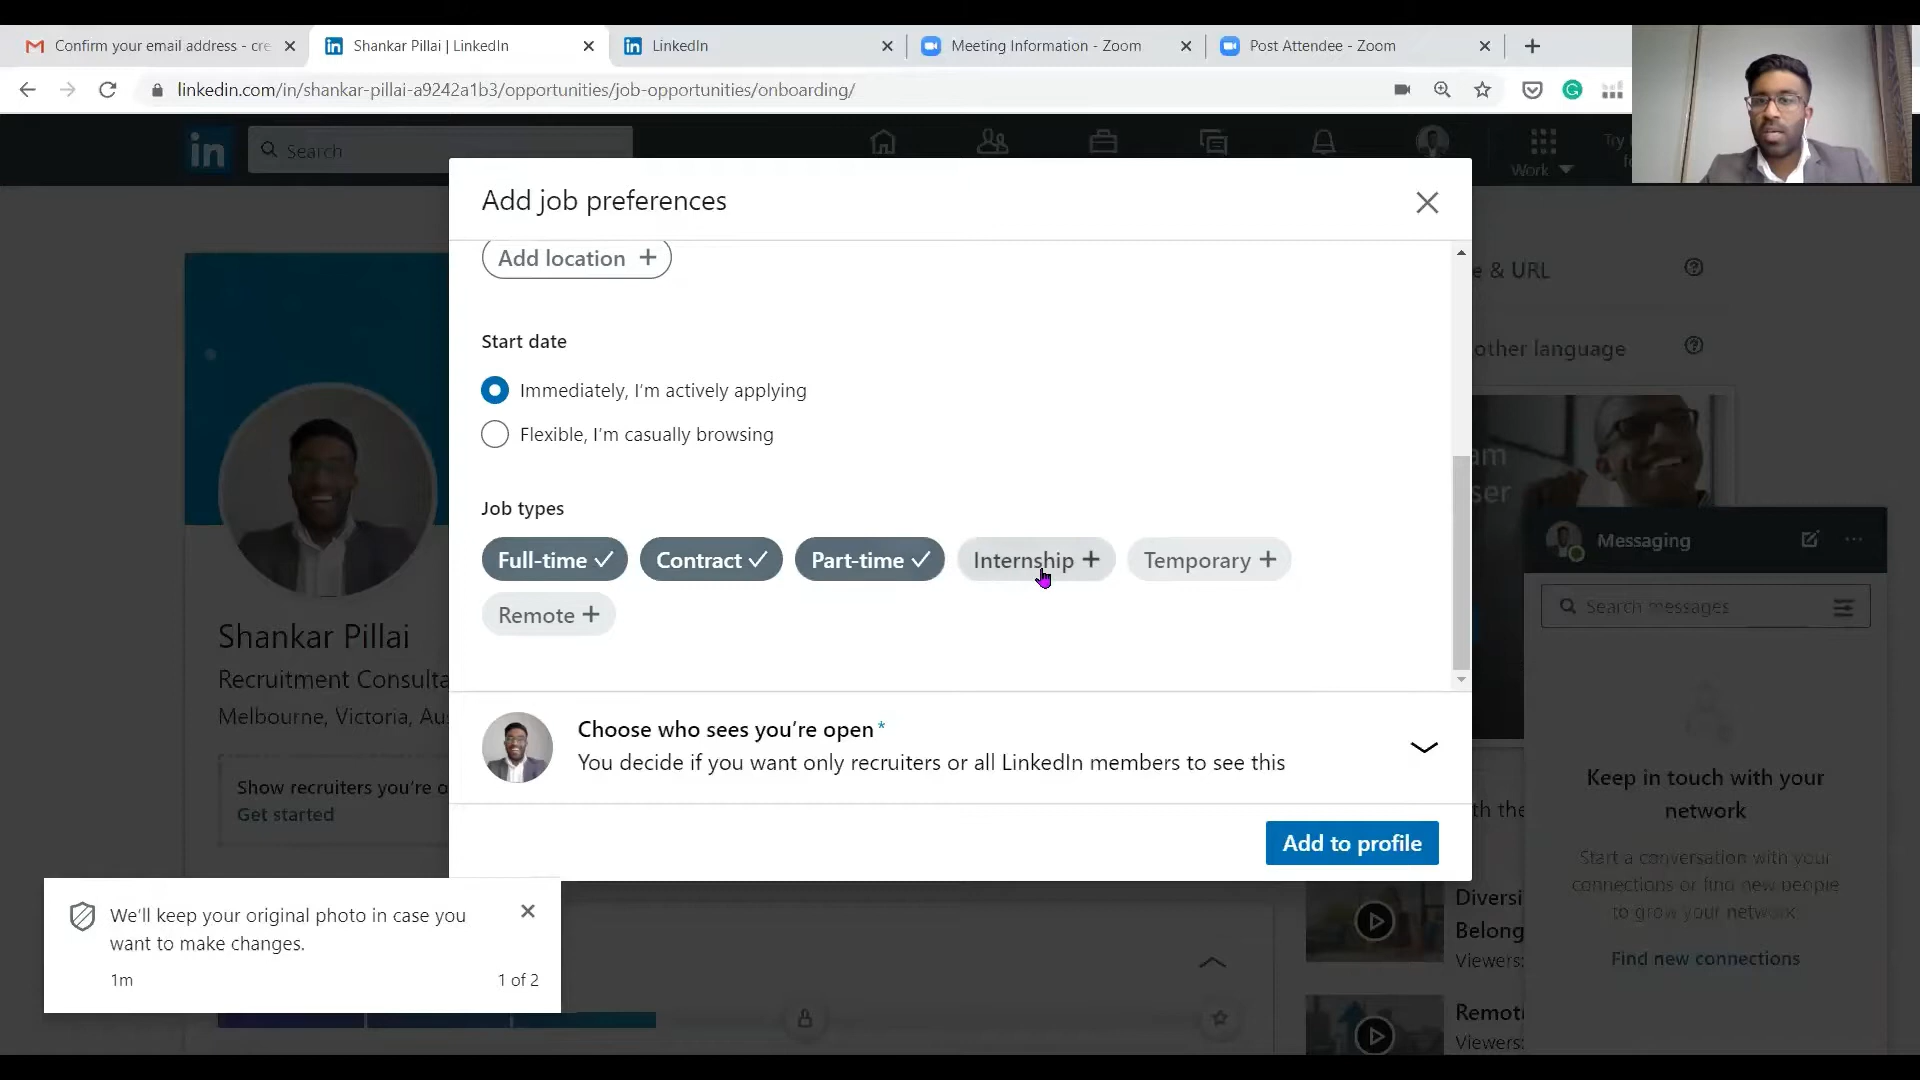 Confirm your email address - cre
Shankar Pillai | LinkedIn
LinkedIn
Meeting Information - Zoom
Post Attendee - Zoom
linkedin.com/in/shankar-pillai-a9242a1b3/opportunities/job-opportunities/onboarding/
in
Search
Work
Try
Add job preferences
Add location +
& URL
other language
Start date
Immediately, I'm actively applying
Flexible, I'm casually browsing
Job types
Full-time
Contract
Part-time
Internship +
Temporary +
Remote +
Messaging
Search messages
Shankar Pillai
Recruitment Consulta
Melbourne, Victoria, Aus
Show recruiters you're o
Get started
Choose who sees you're open*
You decide if you want only recruiters or all LinkedIn members to see this
Keep in touch with your
network
Start a conversation with your
connections or find new people
to grow your network
Find new connections
Add to profile
We'll keep your original photo in case you
want to make changes.
1m
1 of 2
Diversi
Belong
Viewers:
Remot
Viewers: